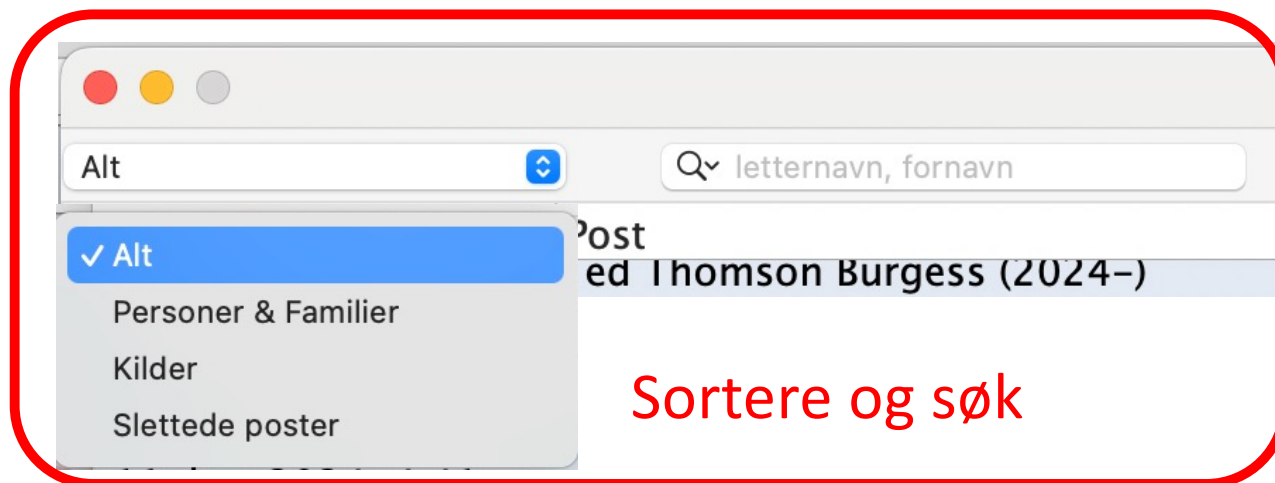 Alt
letternavn, fornavn
Post
✓ Alt
ed Thomson Burgess (2024–)
Personer & Familier
Kilder
Slettede poster
Sortere og søk